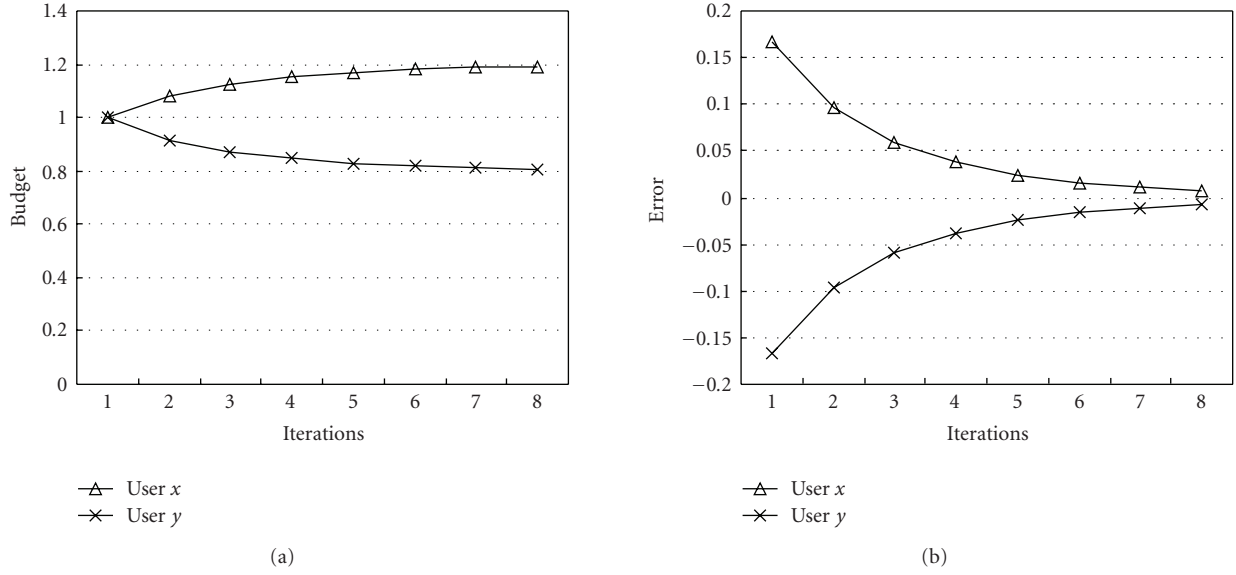 1.4
1.2
1
0.8
0.6
0.4
0.2
0
Budget
1 2 3 4 5 6 7 8
Iterations
User x
User y
(a)
0.2
0.15
0.1
0.05
0
−0.05
−0.1
−0.15
−0.2
Error
1 2 3 4 5 6 7 8
Iterations
User x
User y
(b)